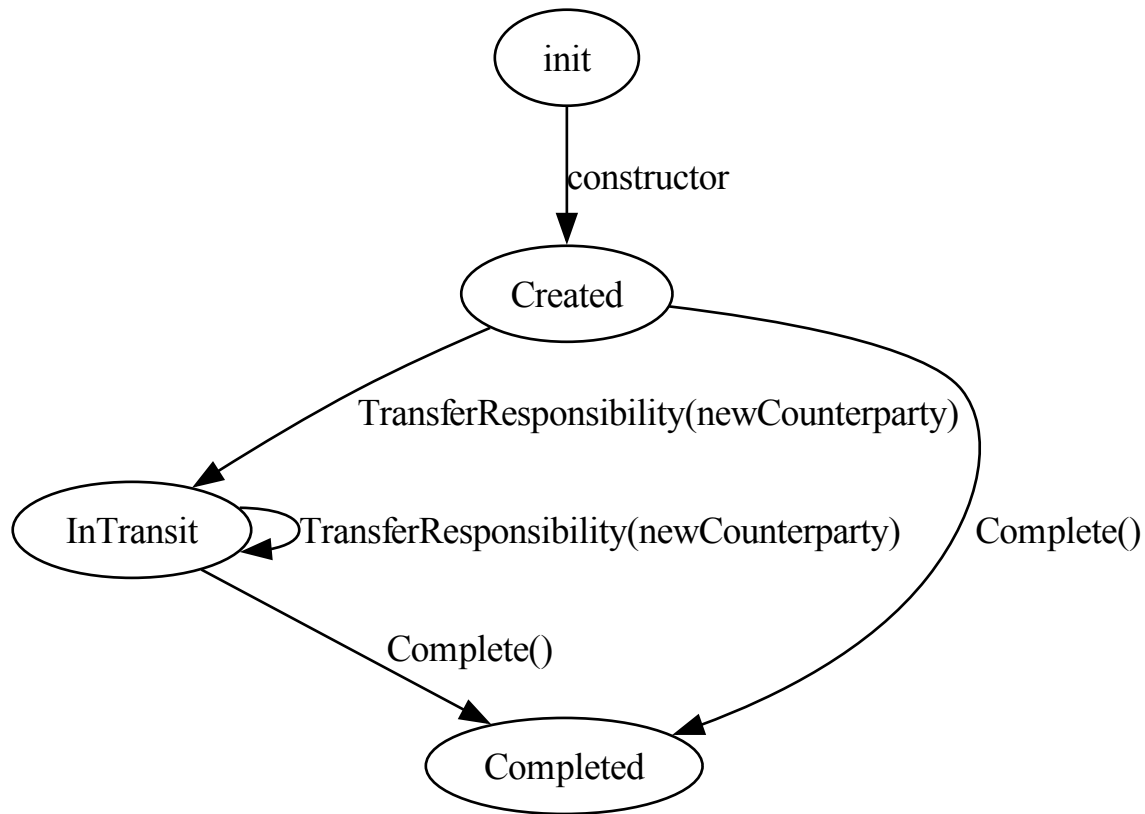 init
constructor
Created
TransferResponsibility(newCounterparty)
InTransit
TransferResponsibility(newCounterparty)
Complete()
Complete()
Completed